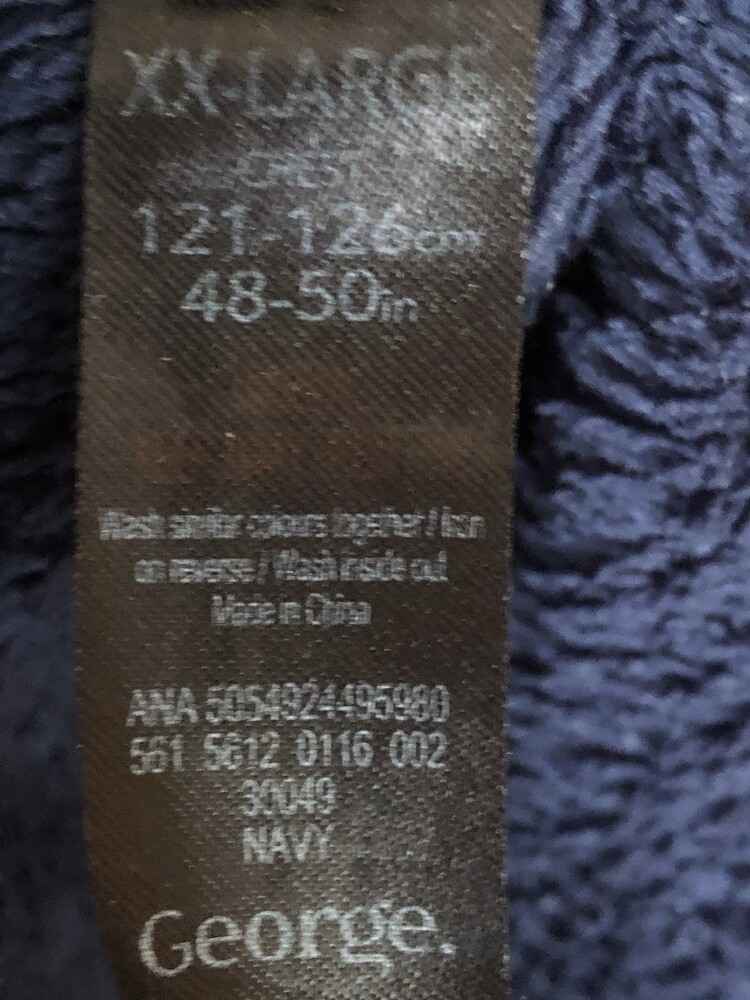 XX-LARGE
CHEST
121-126cm
48-50in
Wash similar colours together / Iron
on reverse / Wash inside out
Made in China
ANA 5054924495980
561 5612 0116 002
30049
NAVY
George.